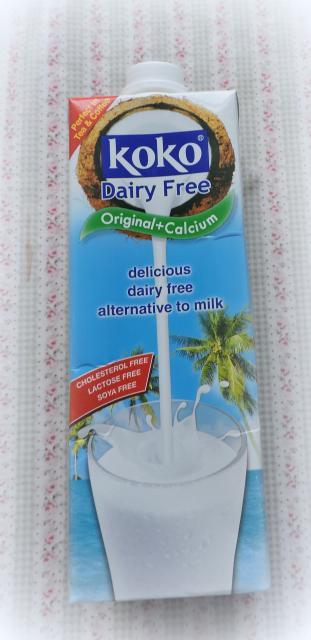 Perfect in
Tea & Coffee
koko®
Dairy Free
Original+Calcium
delicious
dairy free
alternative to milk
CHOLESTEROL FREE
LACTOSE FREE
SOYA FREE